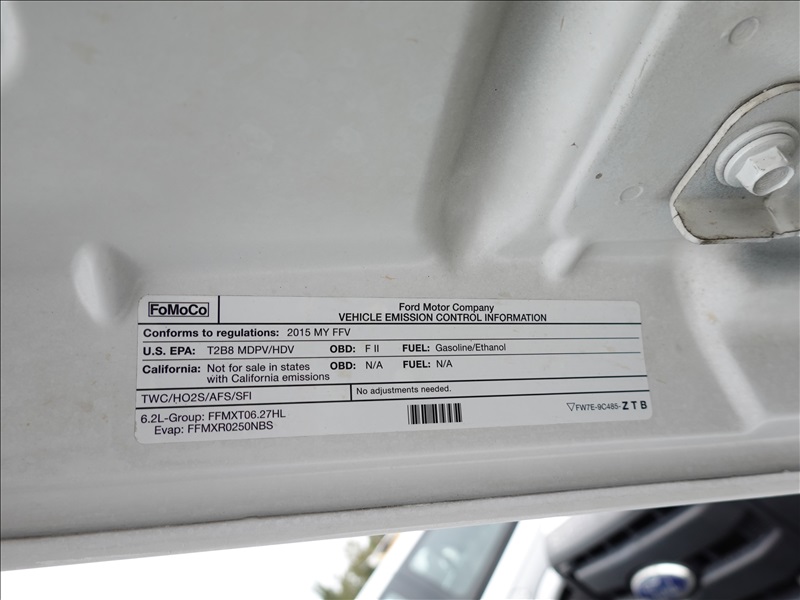 FoMoCo
Ford Motor Company
VEHICLE EMISSION CONTROL INFORMATION
Conforms to regulations: 2015 MY FFV
U.S. EPA: T2B8 MDPV/HDV OBD: F II FUEL: Gasoline/Ethanol
California: Not for sale in states with California emissions OBD: N/A FUEL: N/A
TWC/HO2S/AFS/SFI
No adjustments needed.
6.2L-Group: FFMXT06.27HL
Evap: FFMXR0250NBS
▽FW7E-9C485-ZTB